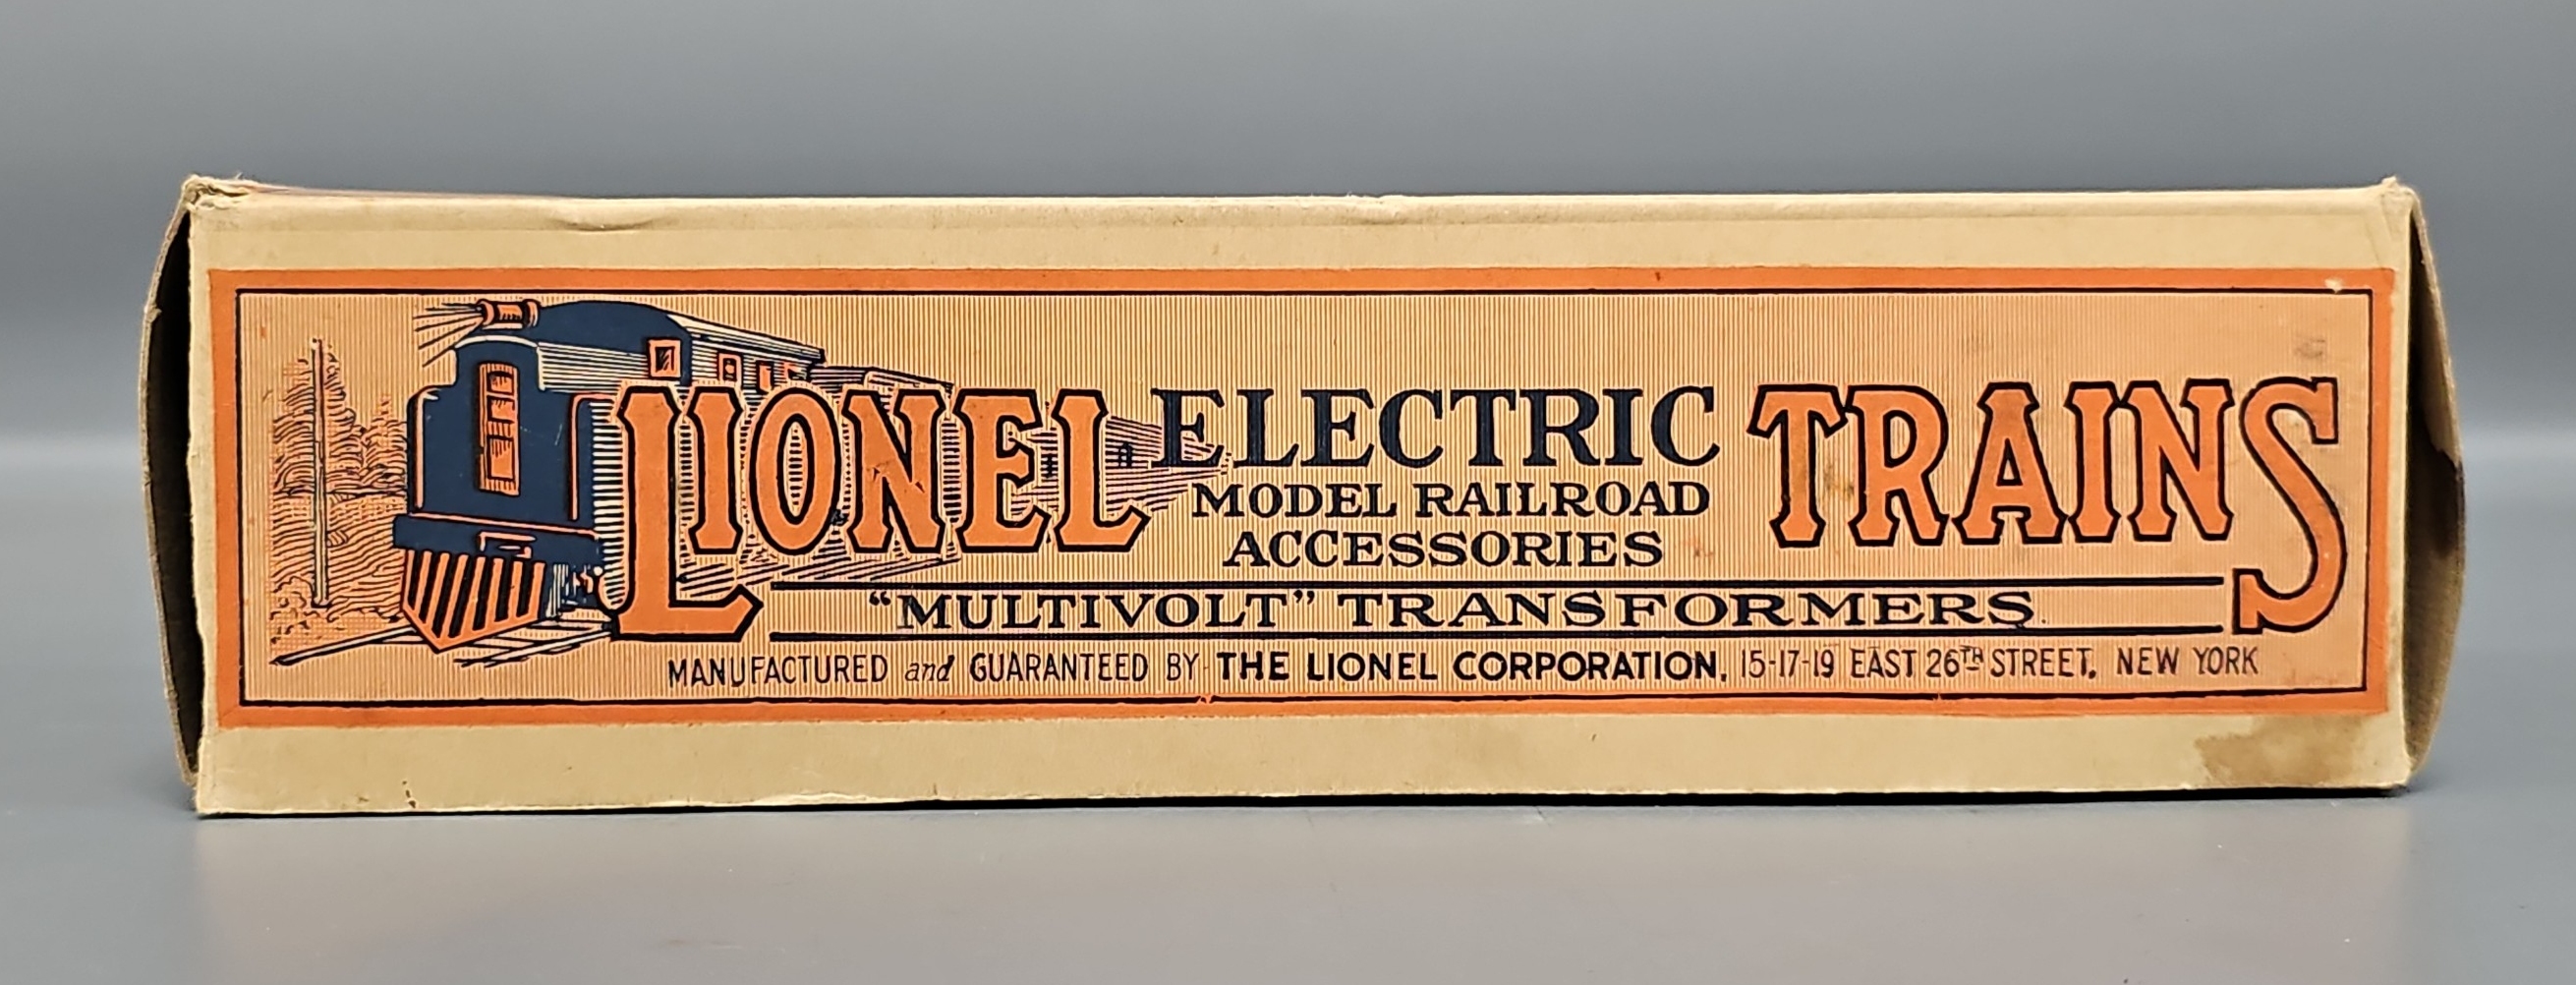 LIONEL ELECTRIC TRAINS
MODEL RAILROAD
ACCESSORIES
"MULTIVOLT" TRANSFORMERS.
MANUFACTURED and GUARANTEED BY THE LIONEL CORPORATION, 15-17-19 EAST 26TH STREET, NEW YORK